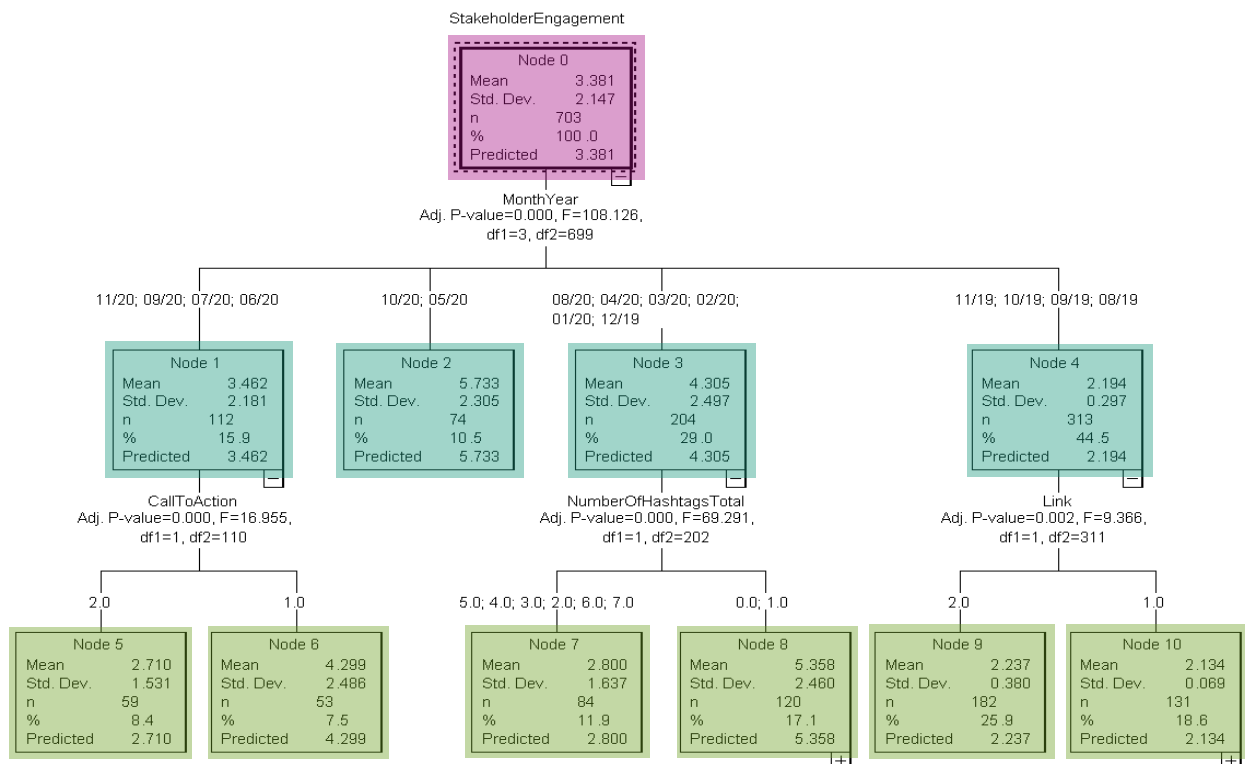 StakeholderEngagement
Node 0
Mean 3.381
Std. Dev. 2.147
n 703
% 100 .0
Predicted 3.381
MonthYear
Adj. P-value=0.000, F=108.126,
df1=3, df2=699
11/20; 09/20; 07/20; 06/20
10/20; 05/20
08/20; 04/20; 03/20; 02/20;
01/20; 12/19
11/19; 10/19; 09/19; 08/19
Node 1
Mean 3.462
Std. Dev. 2.181
n 112
% 15.9
Predicted 3.462
Node 2
Mean 5.733
Std. Dev. 2.305
n 74
% 10.5
Predicted 5.733
Node 3
Mean 4.305
Std. Dev. 2.497
n 204
% 29.0
Predicted 4.305
Node 4
Mean 2.194
Std. Dev. 0.297
n 313
% 44.5
Predicted 2.194
CallToAction
Adj. P-value=0.000, F=16.955,
df1=1, df2=110
NumberOfHashtagsTotal
Adj. P-value=0.000, F=69.291,
df1=1, df2=202
Link
Adj. P-value=0.002, F=9.366,
df1=1, df2=311
2.0
1.0
5.0; 4.0; 3.0; 2.0; 6.0; 7.0
0.0; 1.0
2.0
1.0
Node 5
Mean 2.710
Std. Dev. 1.531
n 59
% 8.4
Predicted 2.710
Node 6
Mean 4.299
Std. Dev. 2.486
n 53
% 7.5
Predicted 4.299
Node 7
Mean 2.800
Std. Dev. 1.637
n 84
% 11.9
Predicted 2.800
Node 8
Mean 5.358
Std. Dev. 2.460
n 120
% 17.1
Predicted 5.358
Node 9
Mean 2.237
Std. Dev. 0.380
n 182
% 25.9
Predicted 2.237
Node 10
Mean 2.134
Std. Dev. 0.069
n 131
% 18.6
Predicted 2.134